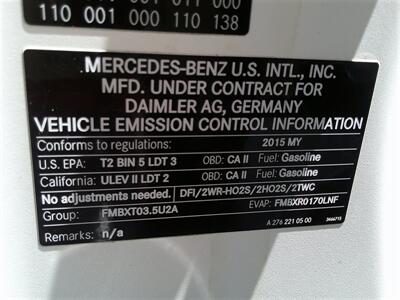 110 001 000 110 138
MERCEDES-BENZ U.S. INTL., INC.
MFD. UNDER CONTRACT FOR
DAIMLER AG, GERMANY
VEHICLE EMISSION CONTROL INFORMATION
Conforms to regulations: 2015 MY
U.S. EPA: T2 BIN 5 LDT 3 OBD: CA II Fuel: Gasoline
California: ULEV II LDT 2 OBD: CA II Fuel: Gasoline
No adjustments needed. DFI/2WR-HO2S/2HO2S/2TWC
Group: FMBXT03.5U2A EVAP: FMBXR0170LNF
A 276 221 05 00
Remarks: n/a